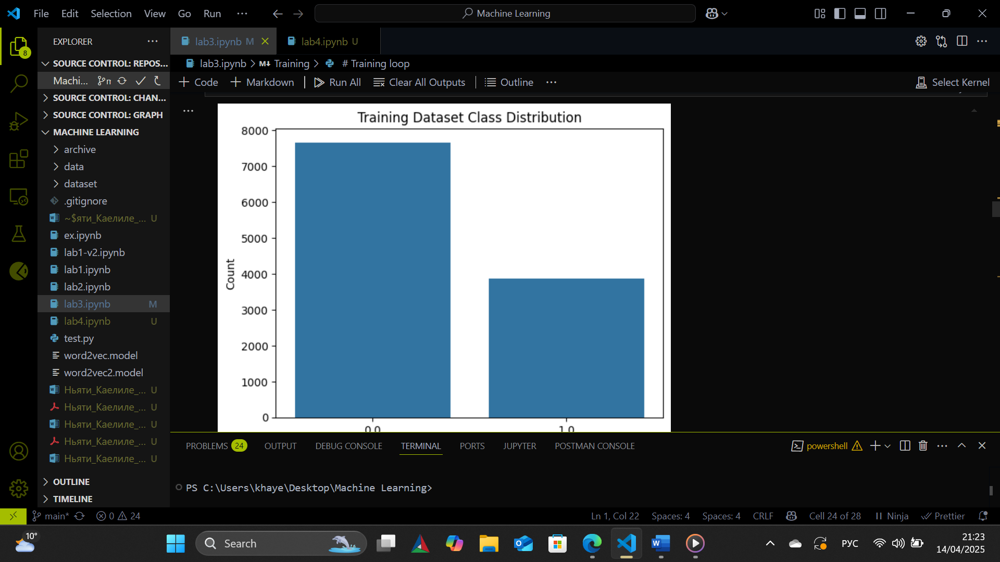 File Edit Selection View Go Run ···
Machine Learning
EXPLORER
lab3.ipynb M
lab4.ipynb U
SOURCE CONTROL: REPOS...
lab3.ipynb > M↓ Training > # Training loop
Machi...
+ Code + Markdown Run All Clear All Outputs Outline ···
Select Kernel
SOURCE CONTROL: CHAN...
SOURCE CONTROL: GRAPH
MACHINE LEARNING
archive
data
dataset
.gitignore
~$яти_Каелиле_... U
ex.ipynb
lab1-v2.ipynb
lab1.ipynb
lab2.ipynb
lab3.ipynb M
lab4.ipynb U
test.py
word2vec.model
word2vec2.model
Ньяти_Каелиле_... U
Ньяти_Каелиле_... U
Ньяти_Каелиле_... U
Ньяти_Каелиле_... U
Ньяти_Каелиле_... U
OUTLINE
TIMELINE
Training Dataset Class Distribution
8000
7000
6000
5000
4000
3000
2000
1000
0
Count
0.0 1.0
PROBLEMS 24 OUTPUT DEBUG CONSOLE TERMINAL PORTS JUPYTER POSTMAN CONSOLE
powershell
PS C:\Users\khaye\Desktop\Machine Learning>
8
main* 0 24
Ln 1, Col 22 Spaces: 4 Spaces: 4 CRLF Cell 24 of 28 Ninja Prettier
10°
Search
РУС
21:23
14/04/2025